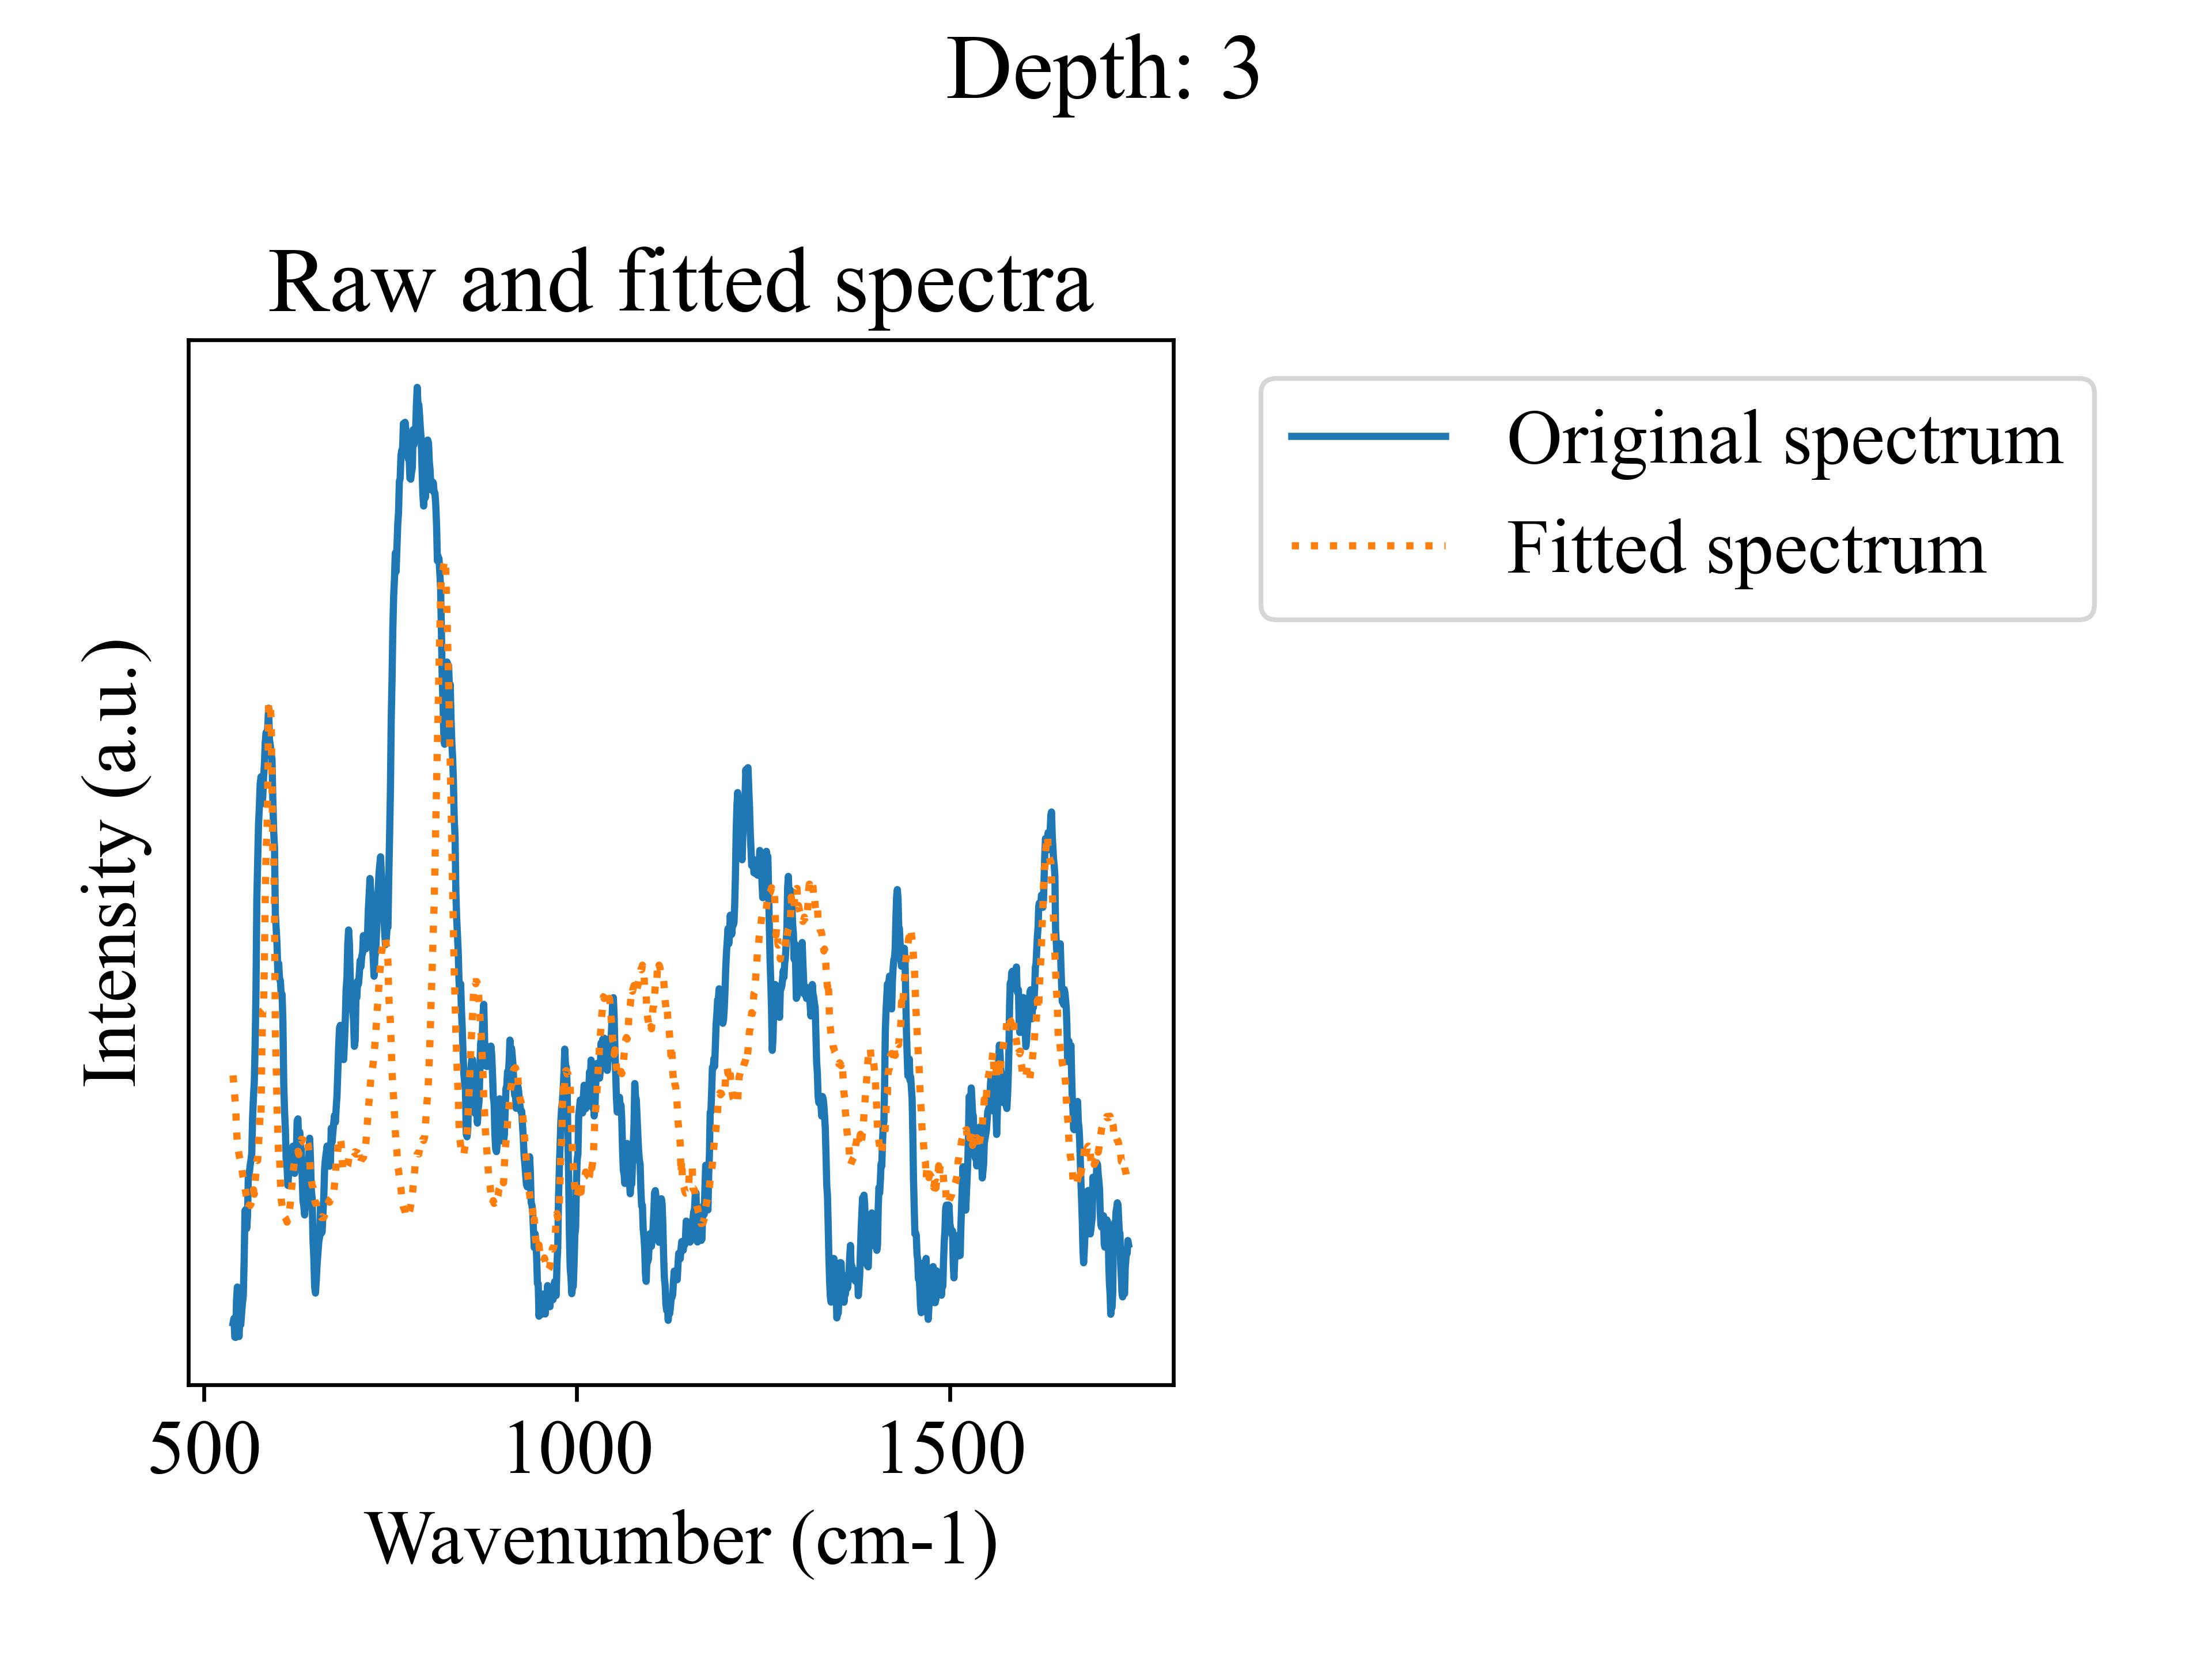 Depth: 3
Raw and fitted spectra
Original spectrum
Fitted spectrum
Intensity (a.u.)
500 1000 1500
Wavenumber (cm-1)